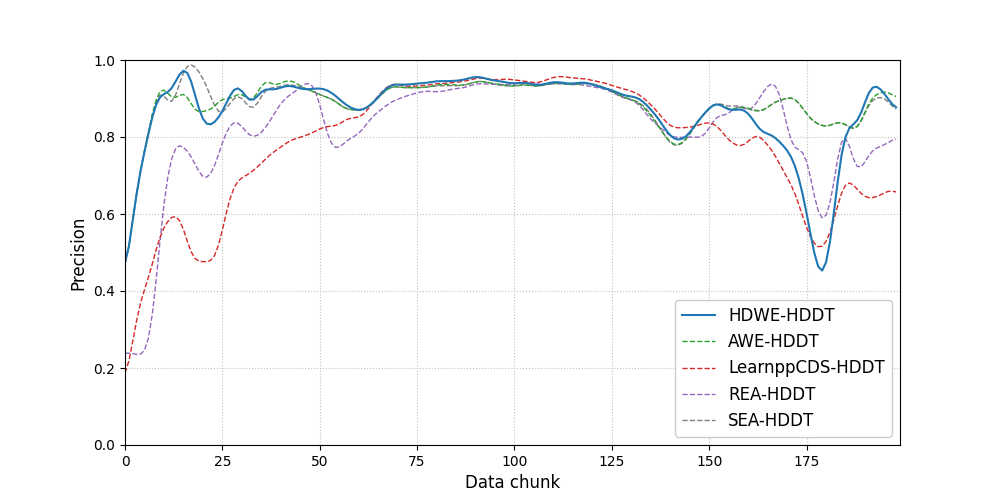 1.0
0.8
0.6
0.4
0.2
0.0
Precision
0
25
50
75
100
125
150
175
Data chunk
HDWE-HDDT
AWE-HDDT
LearnppCDS-HDDT
REA-HDDT
SEA-HDDT